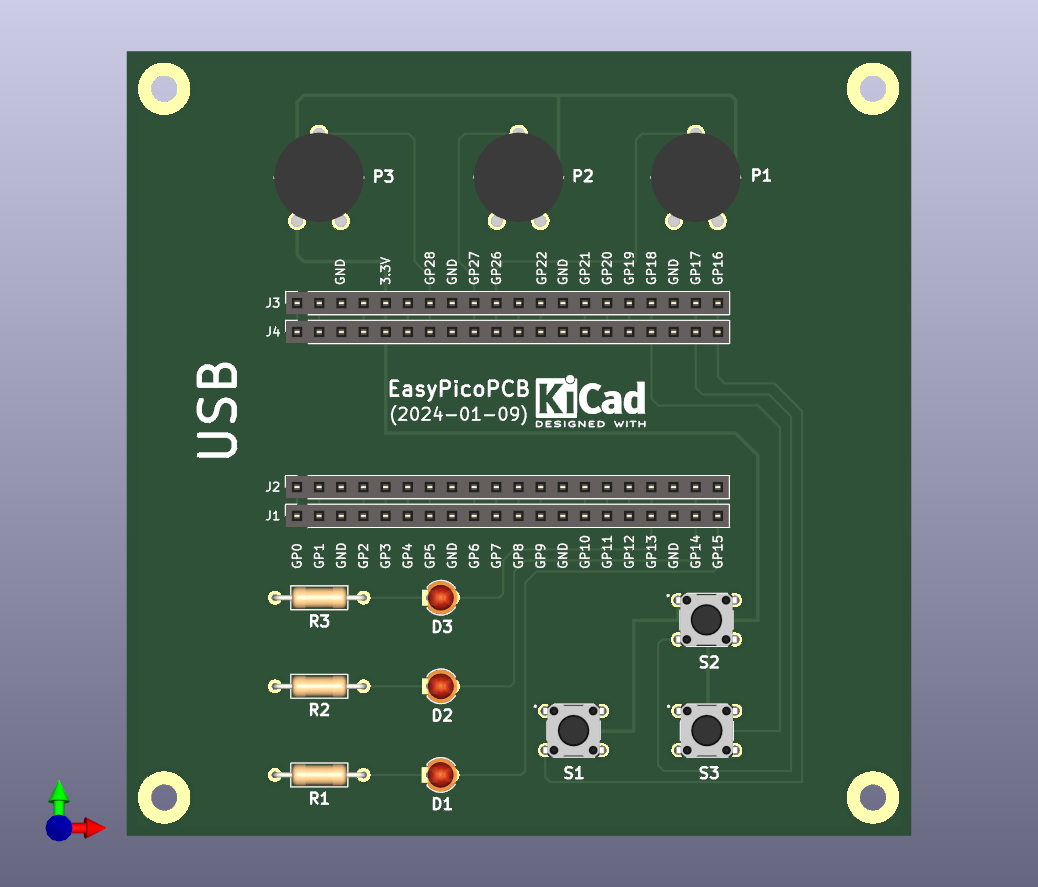 P3
P2
P1
GND
3.3V
GP28
GND
GP27
GP26
GP22
GND
GP21
GP20
GP19
GP18
GND
GP17
GP16
J3
J4
USB
EasyPicoPCB
(2024-01-09)
KiCad
DESIGNED WITH
J2
J1
GP0
GP1
GND
GP2
GP3
GP4
GP5
GND
GP6
GP7
GP8
GP9
GND
GP10
GP11
GP12
GP13
GND
GP14
GP15
R3
D3
S2
R2
D2
S1
S3
R1
D1